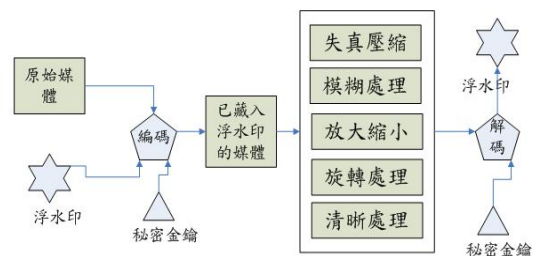 原始媒
體
浮水印
编碼
秘密金鑰
已藏入
浮水印
的媒體
失真壓縮
模糊處理
放大縮小
旋轉處理
清晰處理
浮水印
解
碼
秘密金鑰